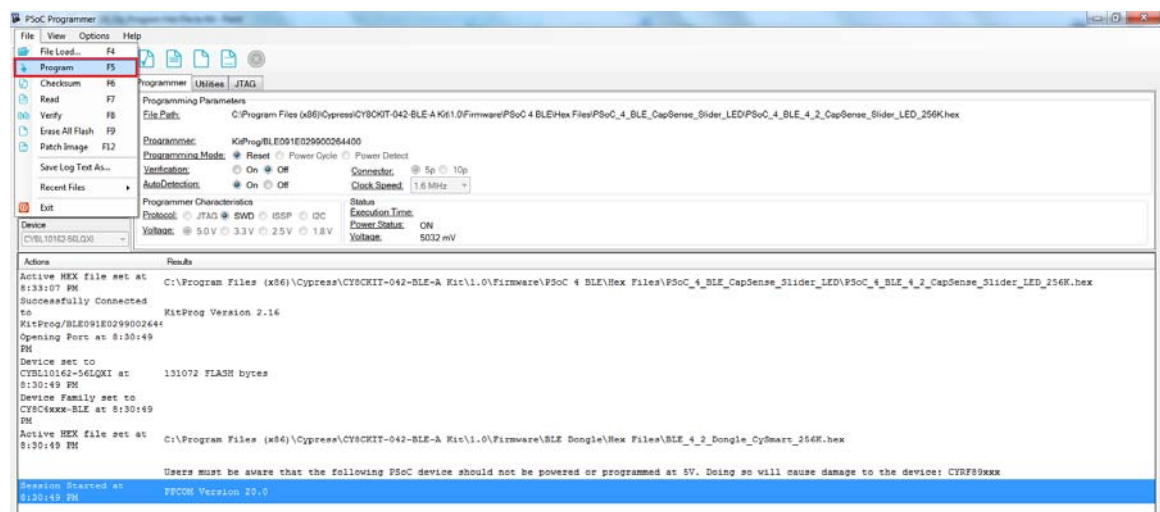 PSoC Programmer
File View Options Help
File Load... F4
Program F5
Checksum F6
Read F7
Verify F8
Erase All Flash F9
Patch Image F12
Save Log Text As...
Recent Files
Exit
Device
CYBL10162-56LQXI
Programmer Utilities JTAG
Programming Parameters
File Path: C:\Program Files (x86)\Cypress\CY8CKIT-042-BLE-A Kit\1.0\Firmware\PSoC 4 BLE\Hex Files\PSoC_4_BLE_CapSense_Slider_LED\PSoC_4_BLE_4_2_CapSense_Slider_LED_256K.hex
Programmer: KitProg/BLE091E029900264400
Programming Mode: Reset Power Cycle Power Detect
Verification: On Off Connector: 5p 10p
AutoDetection: On Off Clock Speed: 1.6 MHz
Programmer Characteristics
Protocol: JTAG SWD ISSP I2C
Voltage: 5.0 V 3.3 V 2.5 V 1.8 V
Status
Execution Time:
Power Status: ON
Voltage: 5032 mV
Actions Results
Active HEX file set at
8:33:07 PM
C:\Program Files (x86)\Cypress\CY8CKIT-042-BLE-A Kit\1.0\Firmware\PSoC 4 BLE\Hex Files\PSoC_4_BLE_CapSense_Slider_LED\PSoC_4_BLE_4_2_CapSense_Slider_LED_256K.hex
Successfully Connected
to
KitProg/BLE091E0299002644
KitProg Version 2.16
Opening Port at 8:30:49
PM
Device set to
CYBL10162-56LQXI at
8:30:49 PM
131072 FLASH bytes
Device Family set to
CY8C4xxx-BLE at 8:30:49
PM
Active HEX file set at
8:30:49 PM
C:\Program Files (x86)\Cypress\CY8CKIT-042-BLE-A Kit\1.0\Firmware\BLE Dongle\Hex Files\BLE_4_2_Dongle_CySmart_256K.hex
Users must be aware that the following PSoC device should not be powered or programmed at 5V. Doing so will cause damage to the device: CYRF89xxx
Session Started at
8:30:49 PM
PPCOM Version 20.0